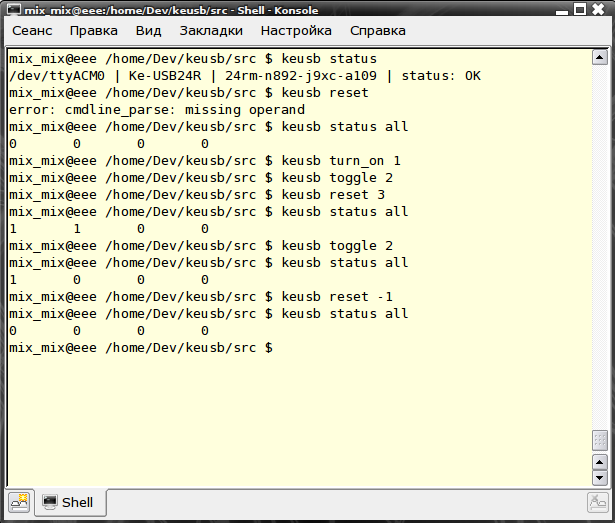 mix_mix@eee:/home/Dev/keusb/src - Shell - Konsole
Сеанс Правка Вид Закладки Настройка Справка
mix_mix@eee /home/Dev/keusb/src $ keusb status
/dev/ttyACM0 | Ke-USB24R | 24rm-n892-j9xc-a109 | status: OK
mix_mix@eee /home/Dev/keusb/src $ keusb reset
error: cmdline_parse: missing operand
mix_mix@eee /home/Dev/keusb/src $ keusb status all
0 0 0 0
mix_mix@eee /home/Dev/keusb/src $ keusb turn_on 1
mix_mix@eee /home/Dev/keusb/src $ keusb toggle 2
mix_mix@eee /home/Dev/keusb/src $ keusb reset 3
mix_mix@eee /home/Dev/keusb/src $ keusb status all
1 1 0 0
mix_mix@eee /home/Dev/keusb/src $ keusb toggle 2
mix_mix@eee /home/Dev/keusb/src $ keusb status all
1 0 0 0
mix_mix@eee /home/Dev/keusb/src $ keusb reset -1
mix_mix@eee /home/Dev/keusb/src $ keusb status all
0 0 0 0
mix_mix@eee /home/Dev/keusb/src $
Shell